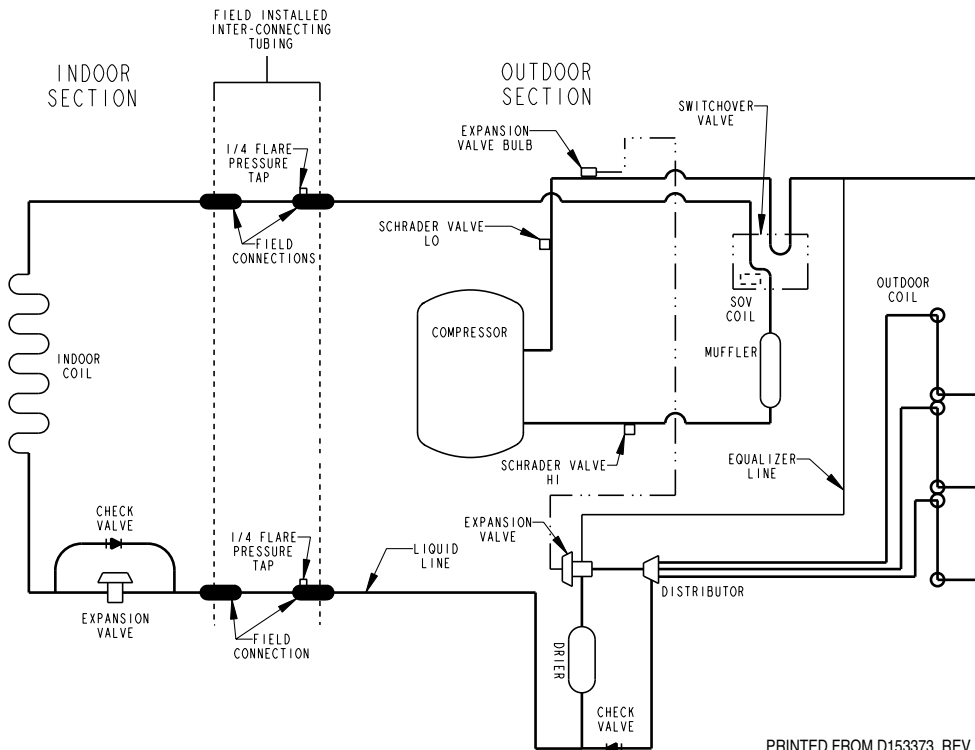 FIELD INSTALLED
INTER-CONNECTING
TUBING
INDOOR
SECTION
OUTDOOR
SECTION
SWITCHOVER
VALVE
EXPANSION
VALVE BULB
1/4 FLARE
PRESSURE
TAP
SCHRADER VALVE
LO
FIELD
CONNECTIONS
OUTDOOR
COIL
SOV
COIL
COMPRESSOR
MUFFLER
INDOOR
COIL
SCHRADER VALVE
HI
EQUALIZER
LINE
CHECK
VALVE
1/4 FLARE
PRESSURE
TAP
EXPANSION
VALVE
LIQUID
LINE
DISTRIBUTOR
EXPANSION
VALVE
FIELD
CONNECTION
DRIER
CHECK
VALVE
PRINTED FROM D153373 REV